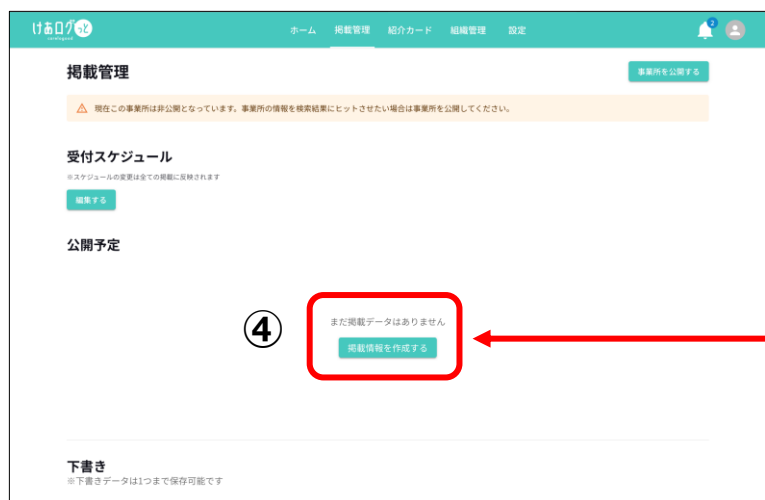 けあログっと
ホーム 掲載管理 紹介カード 組織管理 設定
2
掲載管理
事業所を公開する
現在この事業所は非公開となっています。事業所の情報を検索結果にヒットさせたい場合は事業所を公開してください。
受付スケジュール
※スケジュールの変更は全ての掲載に反映されます
編集する
公開予定
④
まだ掲載データはありません
掲載情報を作成する
下書き
※下書きデータは1つまで保存可能です